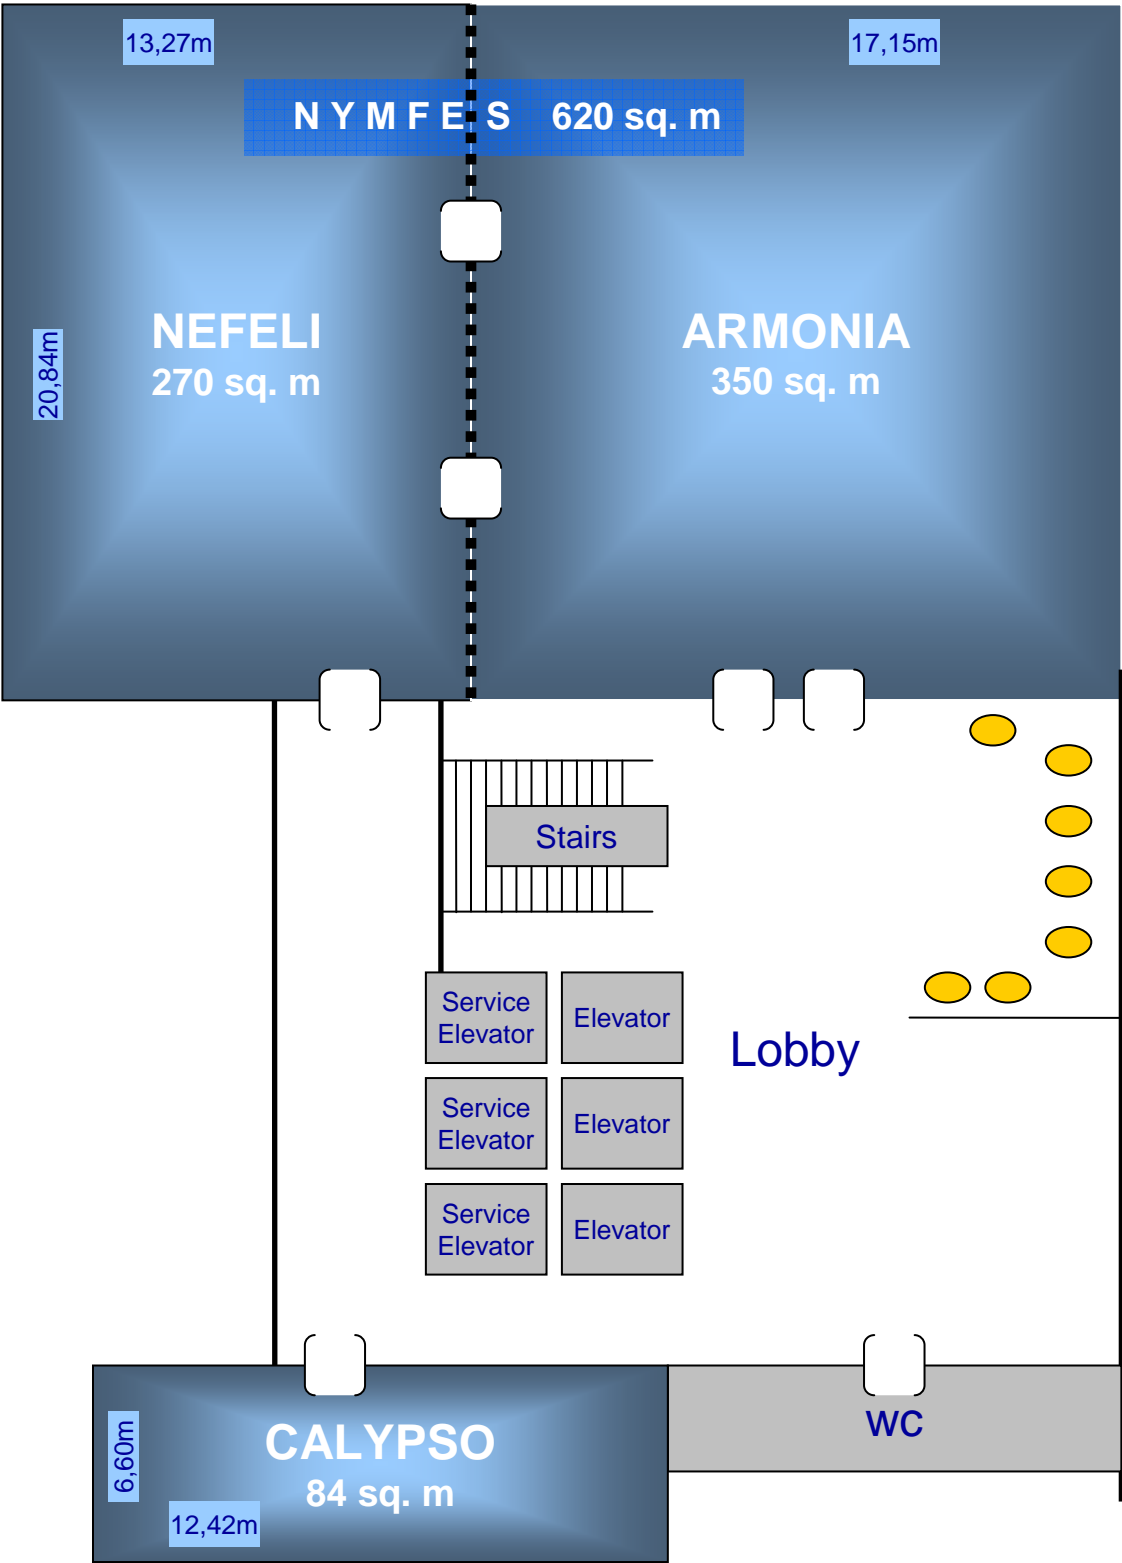 13,27m
17,15m
N Y M F E S 620 sq. m
NEFELI
270 sq. m
20,84m
ARMONIA
350 sq. m
Stairs
Service
Elevator
Elevator
Lobby
Service
Elevator
Elevator
Service
Elevator
Elevator
CALYPSO
84 sq. m
6,60m
12,42m
WC